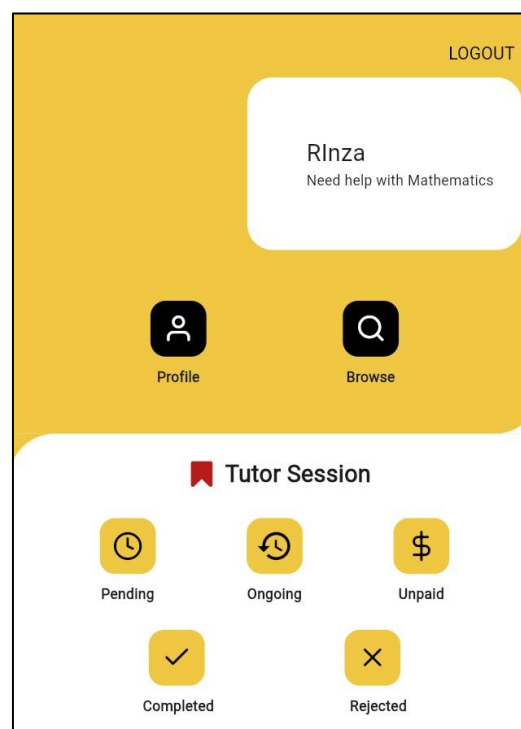 LOGOUT
RInza
Need help with Mathematics
Profile
Browse
Tutor Session
Pending
Ongoing
Unpaid
Completed
Rejected